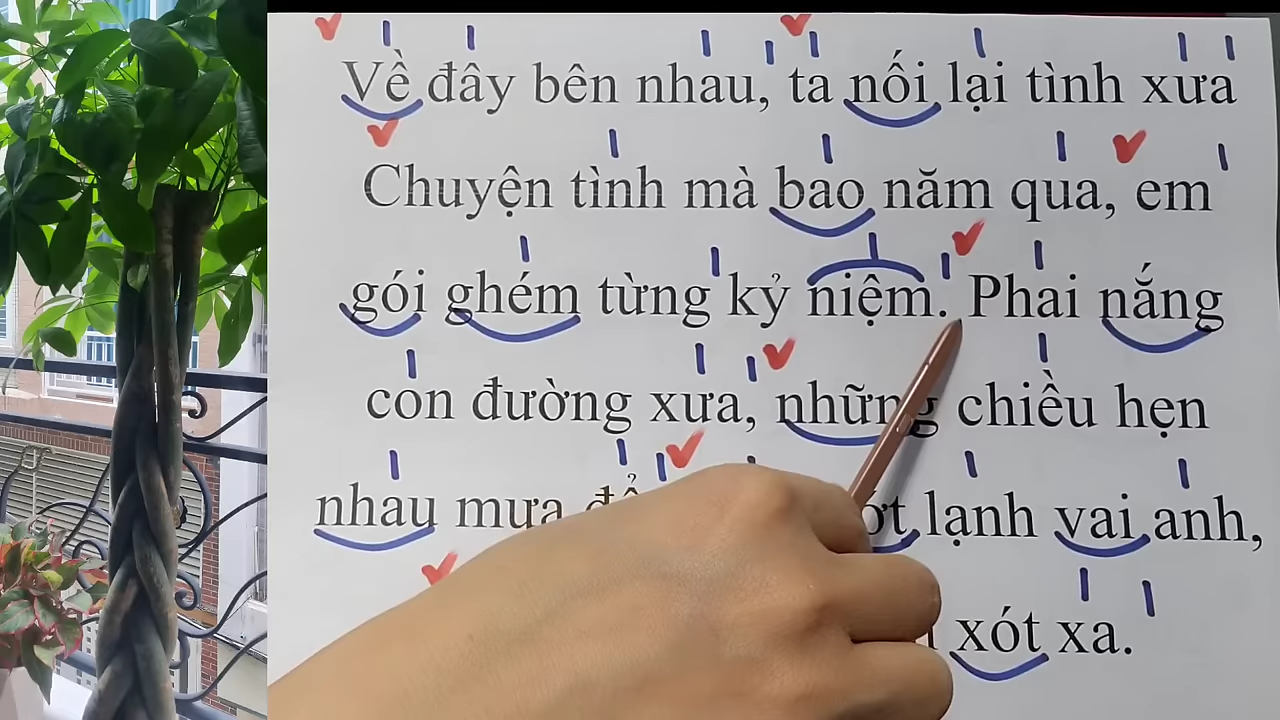 Về đây bên nhau, ta nối lại tình xưa
Chuyện tình mà bao năm qua, em
gói ghém từng kỷ niệm. Phai nắng
con đường xưa, những chiều hẹn
nhau mưa lạnh vai anh,
xót xa.